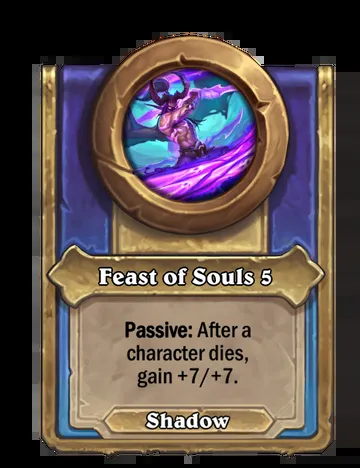 Feast of Souls 5
Passive: After a
character dies,
gain +7/+7.
Shadow